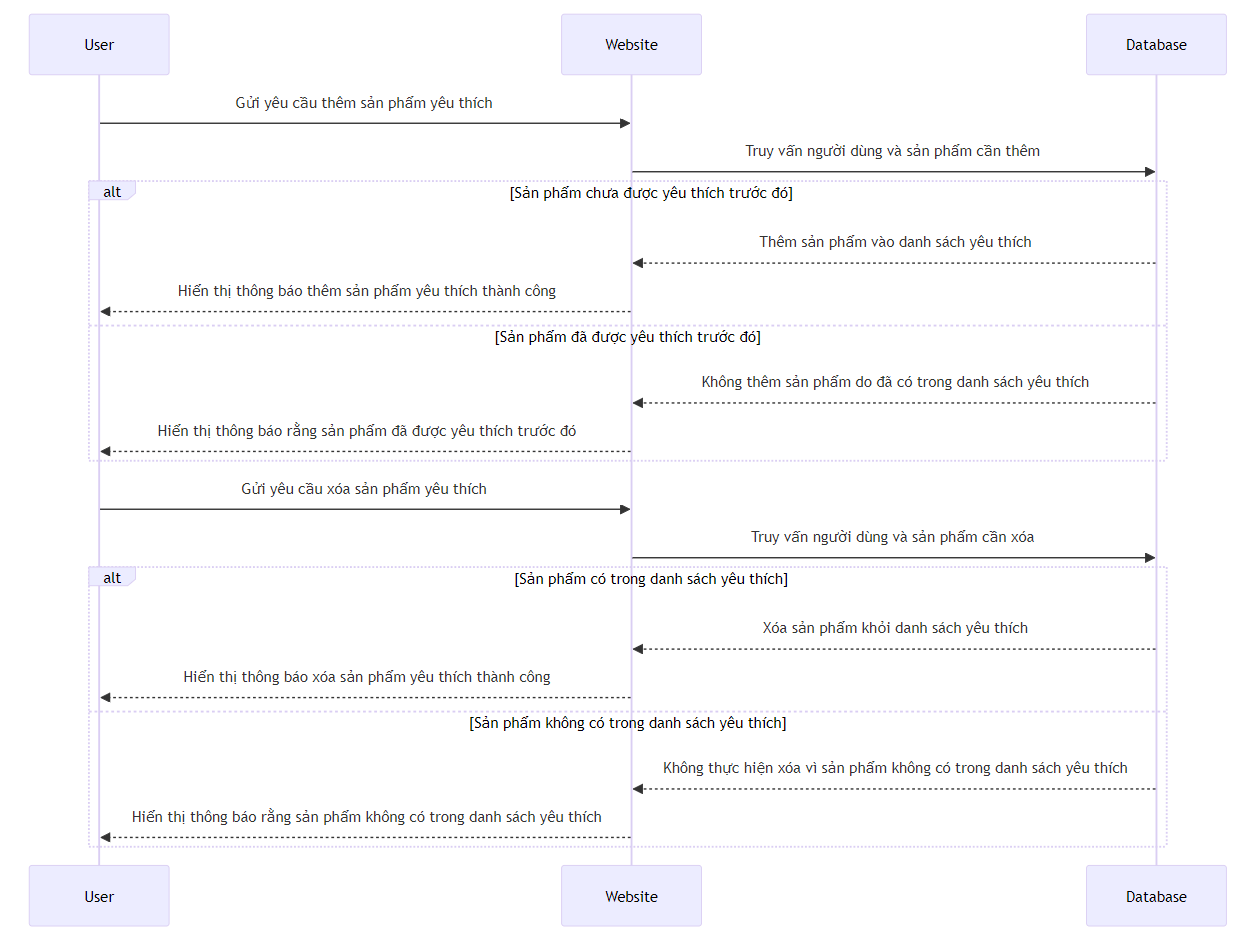 User
Website
Database
Gửi yêu cầu thêm sản phẩm yêu thích
Truy vấn người dùng và sản phẩm cần thêm
alt
[Sản phẩm chưa được yêu thích trước đó]
Thêm sản phẩm vào danh sách yêu thích
Hiển thị thông báo thêm sản phẩm yêu thích thành công
[Sản phẩm đã được yêu thích trước đó]
Không thêm sản phẩm do đã có trong danh sách yêu thích
Hiển thị thông báo rằng sản phẩm đã được yêu thích trước đó
Gửi yêu cầu xóa sản phẩm yêu thích
Truy vấn người dùng và sản phẩm cần xóa
alt
[Sản phẩm có trong danh sách yêu thích]
Xóa sản phẩm khỏi danh sách yêu thích
Hiển thị thông báo xóa sản phẩm yêu thích thành công
[Sản phẩm không có trong danh sách yêu thích]
Không thực hiện xóa vì sản phẩm không có trong danh sách yêu thích
Hiển thị thông báo rằng sản phẩm không có trong danh sách yêu thích
User
Website
Database